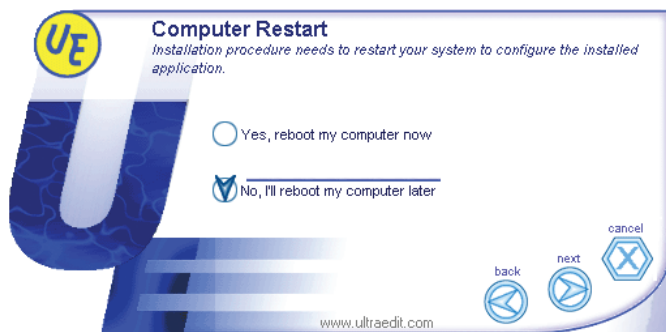 UE
Computer Restart
Installation procedure needs to restart your system to configure the installed
application.
Yes, reboot my computer now
No, I'll reboot my computer later
cancel
next
back
www.ultraedit.com